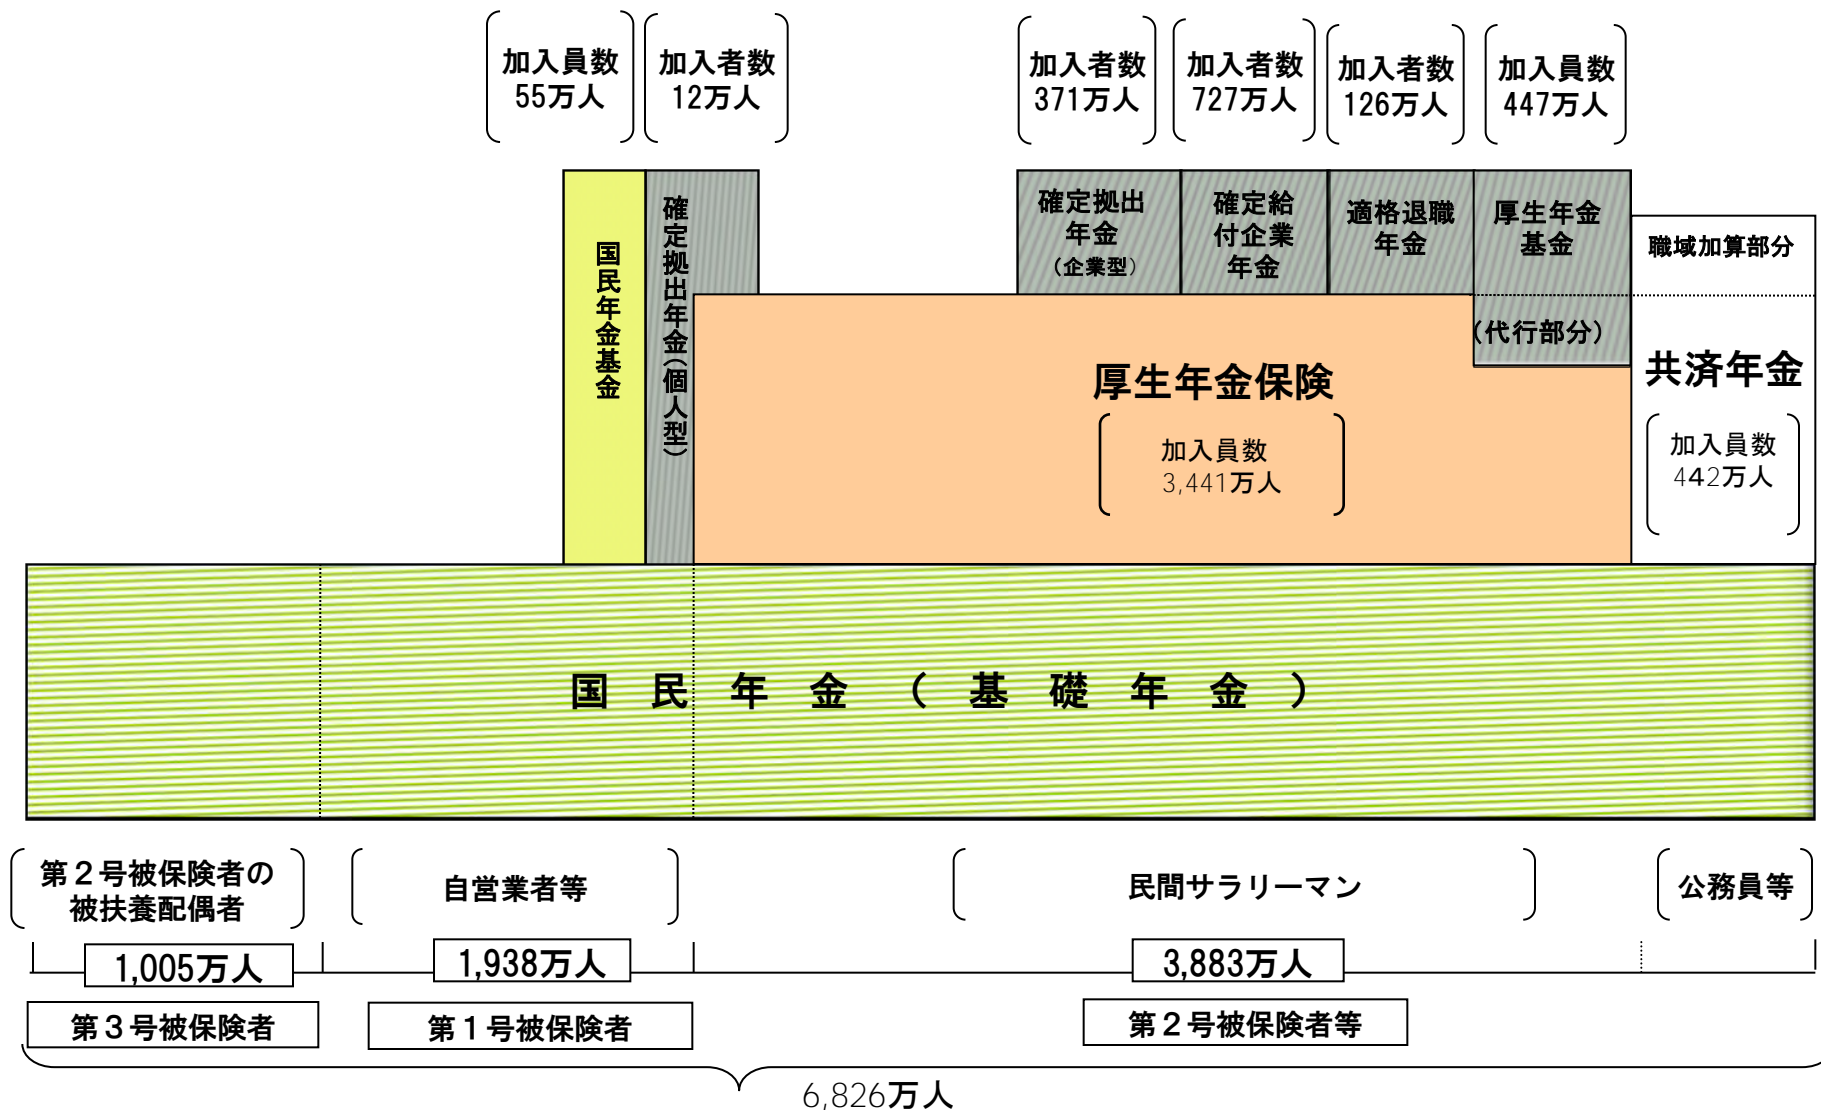 加入員数
55万人
加入者数
12万人
加入者数
371万人
加入者数
727万人
加入者数
126万人
加入員数
447万人
国民年金基金
確定拠出年金（個人型）
確定拠出
年金
（企業型）
確定給
付企業
年金
適格退職
年金
厚生年金
基金
（代行部分）
職域加算部分
厚生年金保険
加入員数
3,441万人
共済年金
加入員数
442万人
国民年金（基礎年金）
第２号被保険者の
被扶養配偶者
自営業者等
民間サラリーマン
公務員等
1,005万人
1,938万人
3,883万人
第３号被保険者
第１号被保険者
第２号被保険者等
6,826万人